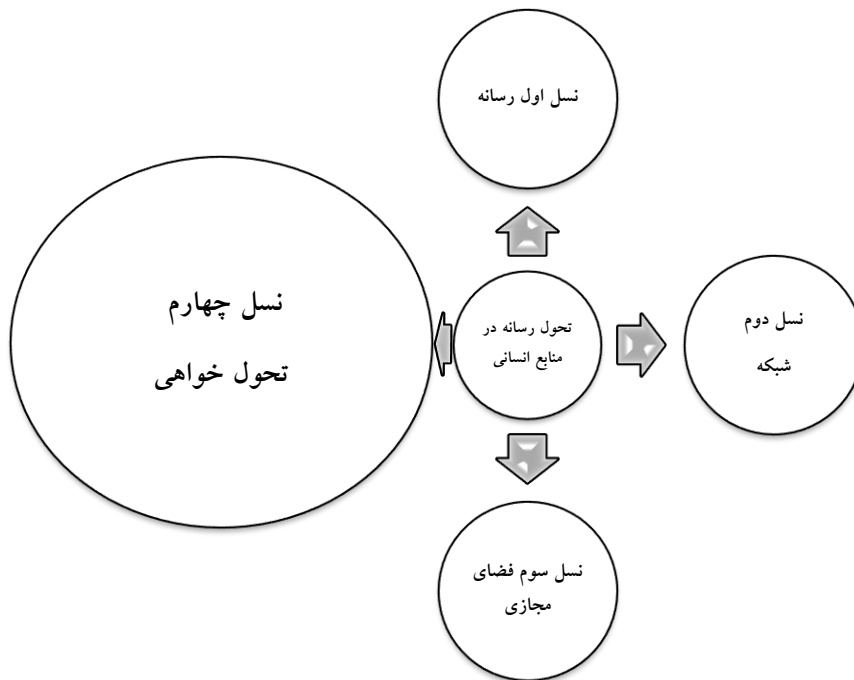 نسل اول رسانه
تحول رسانه در
منابع انسانی
نسل دوم
شبکه
نسل سوم فضای
مجازی
نسل چهارم
تحول خواهی